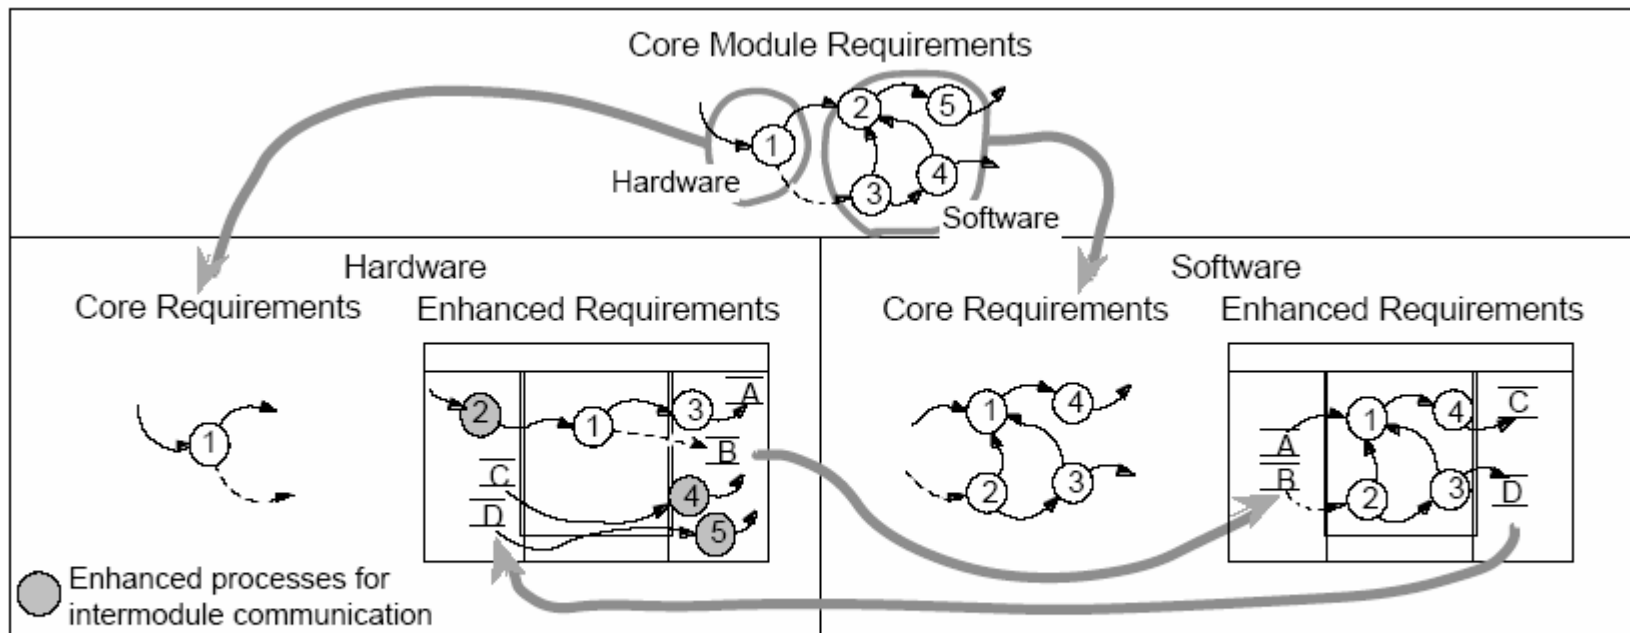 Core Module Requirements
2
5
1
4
3
Hardware
Software
Hardware
Core Requirements
Enhanced Requirements
1
2
1
3
A
B
C
4
D
5
Enhanced processes for
intermodule communication
Software
Core Requirements
Enhanced Requirements
1
4
2
3
A
B
1
4
2
3
C
D